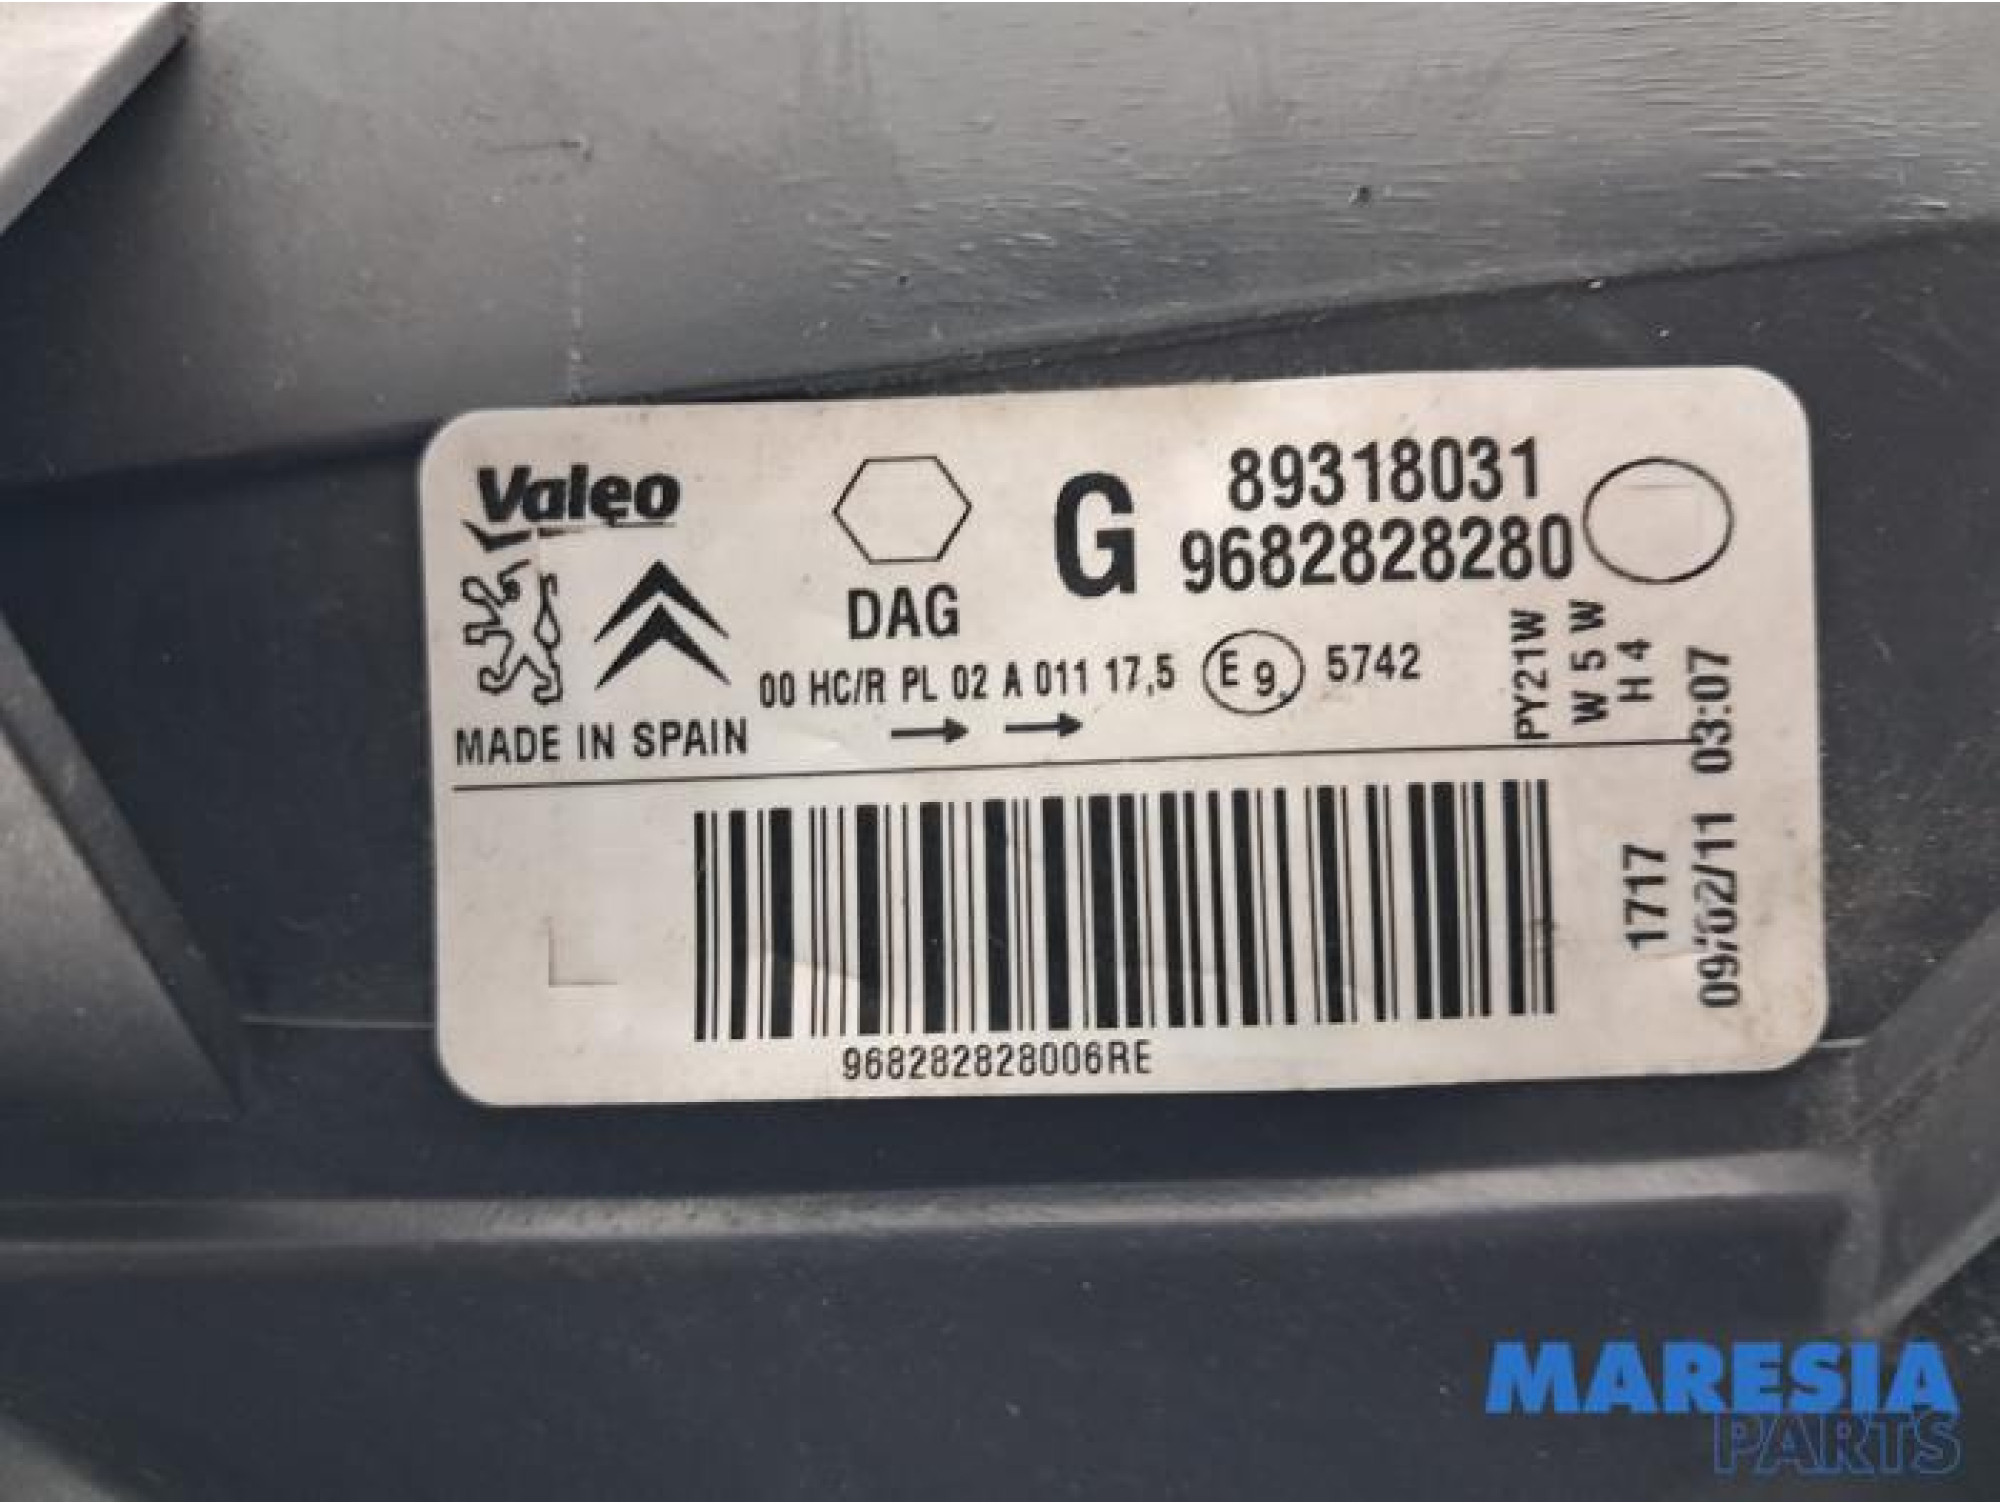 Valeo
DAG
G
89318031
9682828280
00 HC/R PL 02 A 011 17,5
E 9
5742
MADE IN SPAIN
PY21W
W 5 W
H 4
1717
09/02/11 03:07
968282828006RE
MARESIA
PARTS